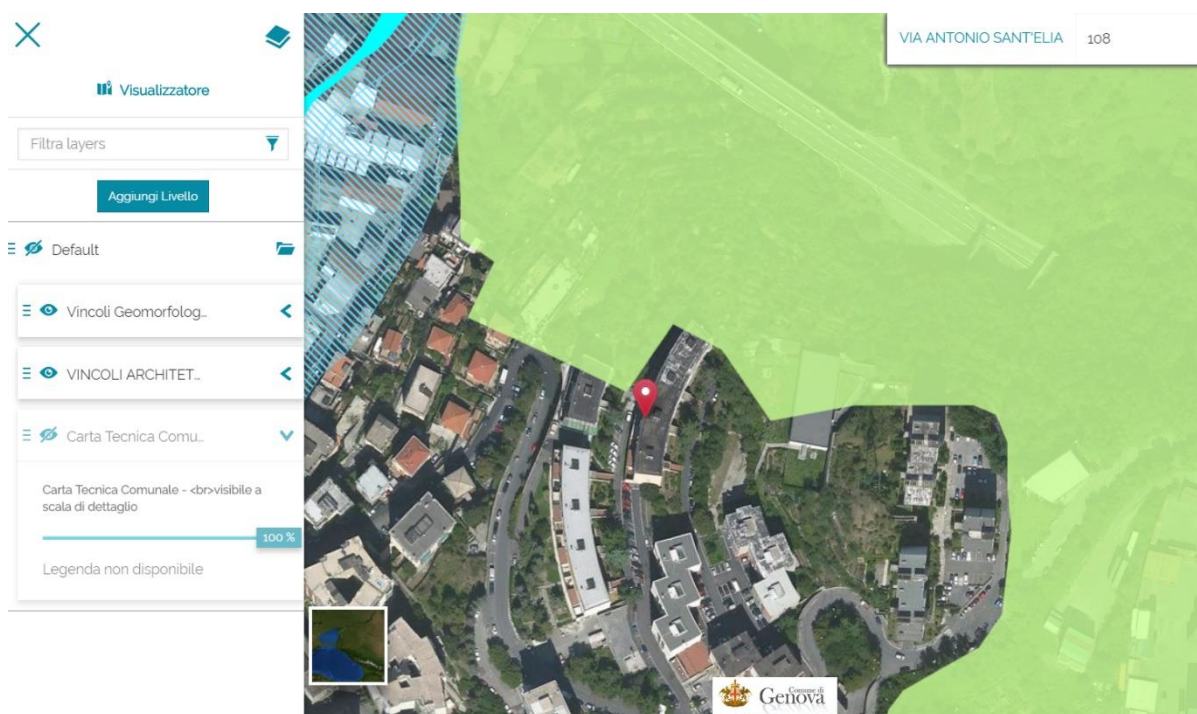 VIA ANTONIO SANT'ELIA 108
Visualizzatore
Filtra layers
Aggiungi Livello
Default
Vincoli Geomorfolog...
VINCOLI ARCHITET...
Carta Tecnica Comu...
Carta Tecnica Comunale - <br>visibile a
scala di dettaglio
100 %
Legenda non disponibile
Comune di
Genova